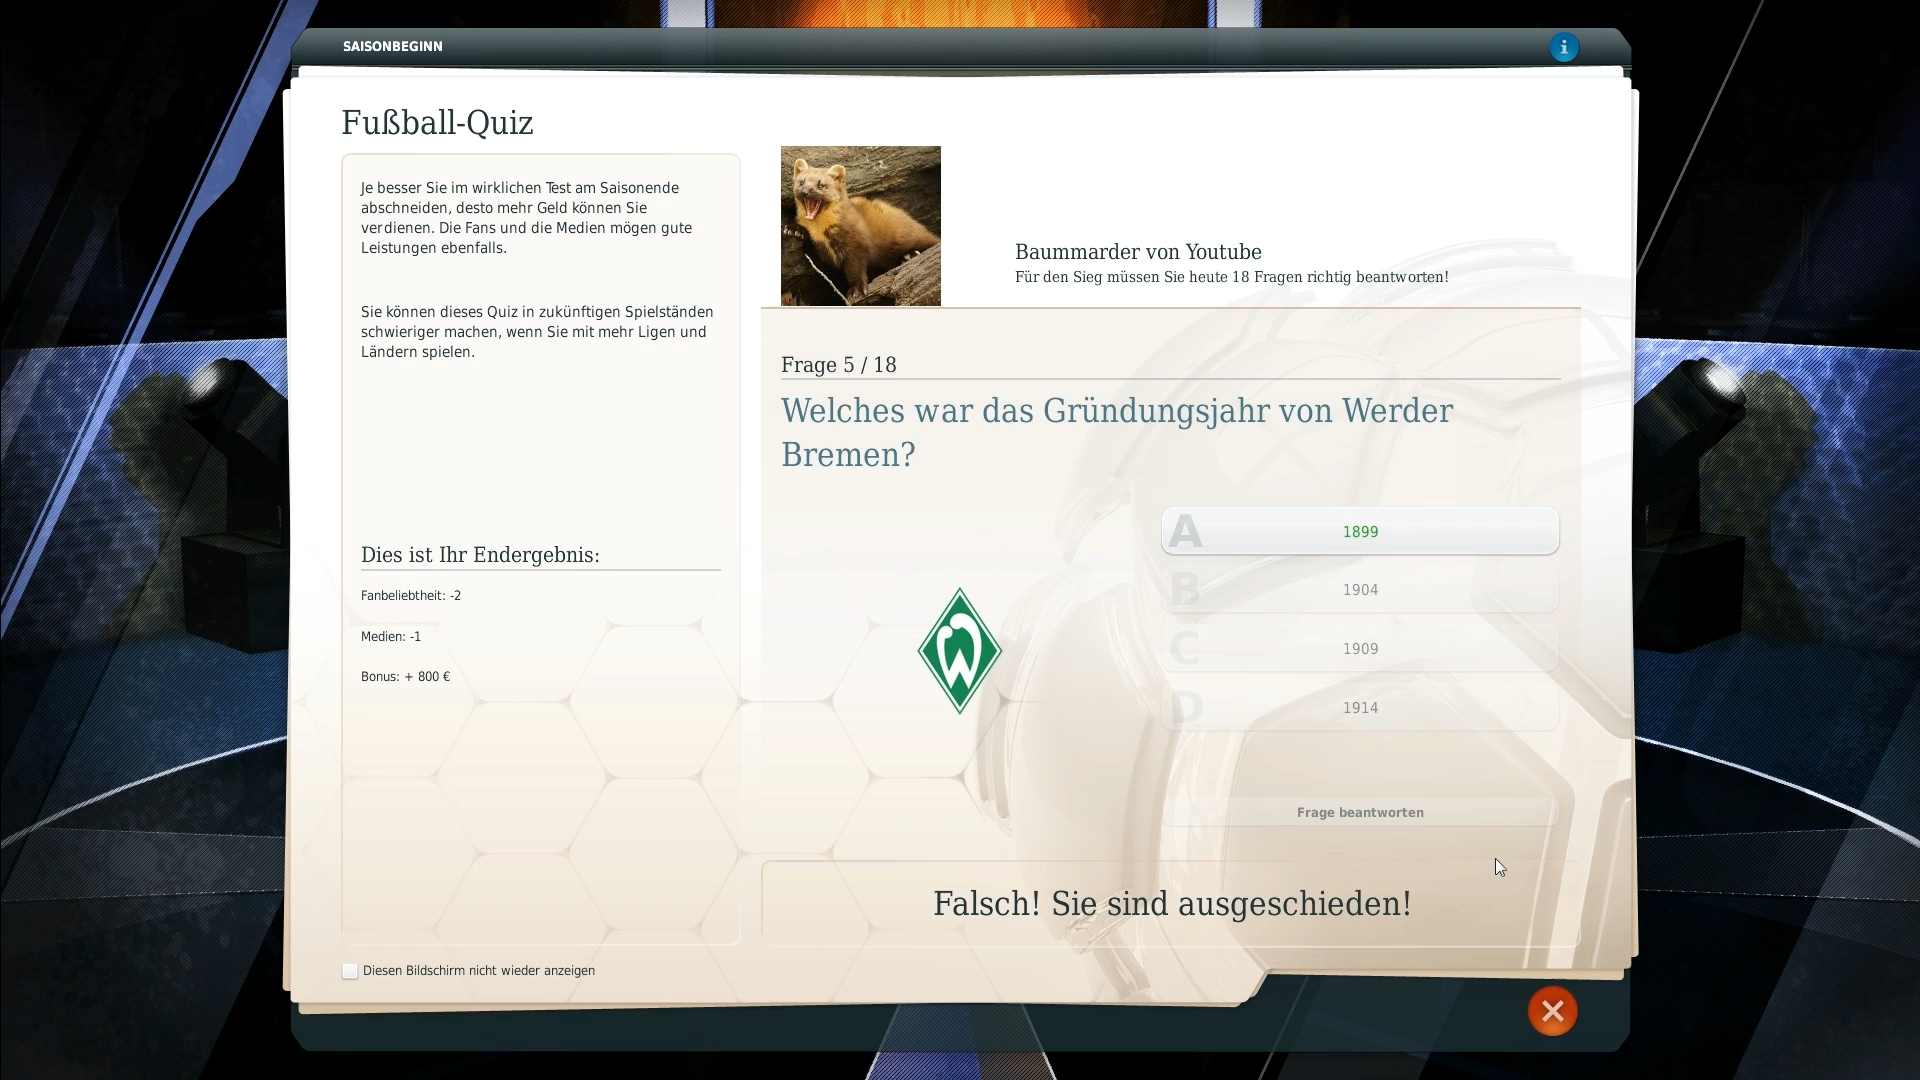 SAISONBEGINN
i
Fußball-Quiz
Je besser Sie im wirklichen Test am Saisonende
abschneiden, desto mehr Geld können Sie
verdienen. Die Fans und die Medien mögen gute
Leistungen ebenfalls.
Sie können dieses Quiz in zukünftigen Spielständen
schwieriger machen, wenn Sie mit mehr Ligen und
Ländern spielen.
Dies ist Ihr Endergebnis:
Fanbeliebtheit: -2
Medien: -1
Bonus: + 800 €
Baummarder von Youtube
Für den Sieg müssen Sie heute 18 Fragen richtig beantworten!
Frage 5 / 18
Welches war das Gründungsjahr von Werder
Bremen?
W
A 1899
B 1904
C 1909
D 1914
Frage beantworten
Falsch! Sie sind ausgeschieden!
Diesen Bildschirm nicht wieder anzeigen